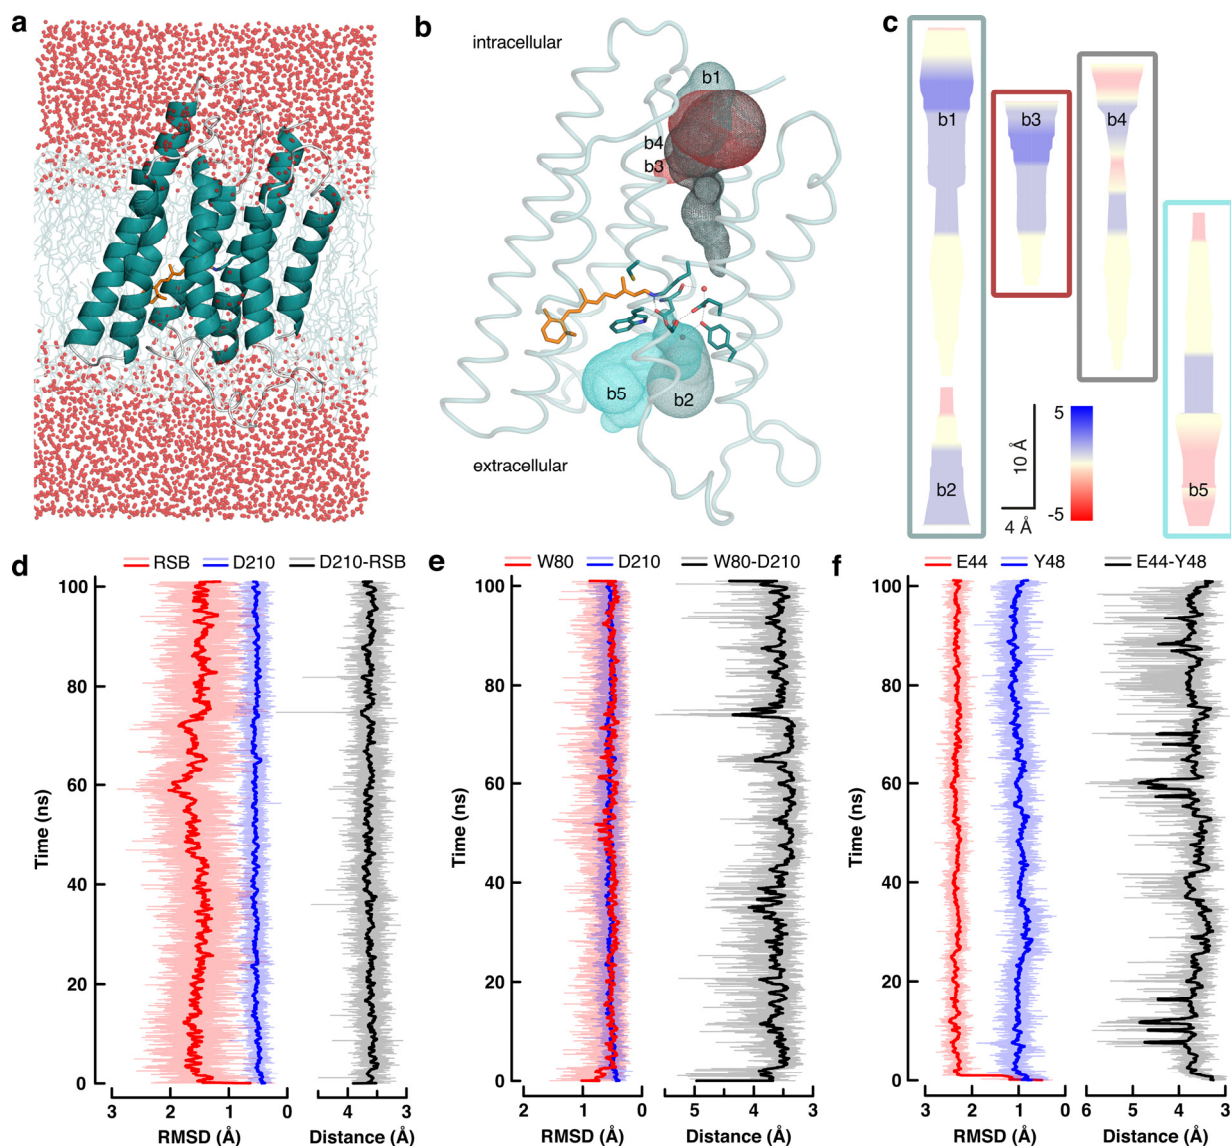 a
b
c
intracellular
b1
b4
b3
b5
b2
extracellular
b1
b3
b4
b2
b5
10 Å
4 Å
5
-5
d
RSB
D210
D210-RSB
100
80
60
40
20
0
Time (ns)
3
2
1
0
RMSD (Å)
4
3
Distance (Å)
e
W80
D210
W80-D210
100
80
60
40
20
0
Time (ns)
2
1
0
RMSD (Å)
5
4
3
Distance (Å)
f
E44
Y48
E44-Y48
100
80
60
40
20
0
Time (ns)
3
2
1
0
RMSD (Å)
6
5
4
3
Distance (Å)